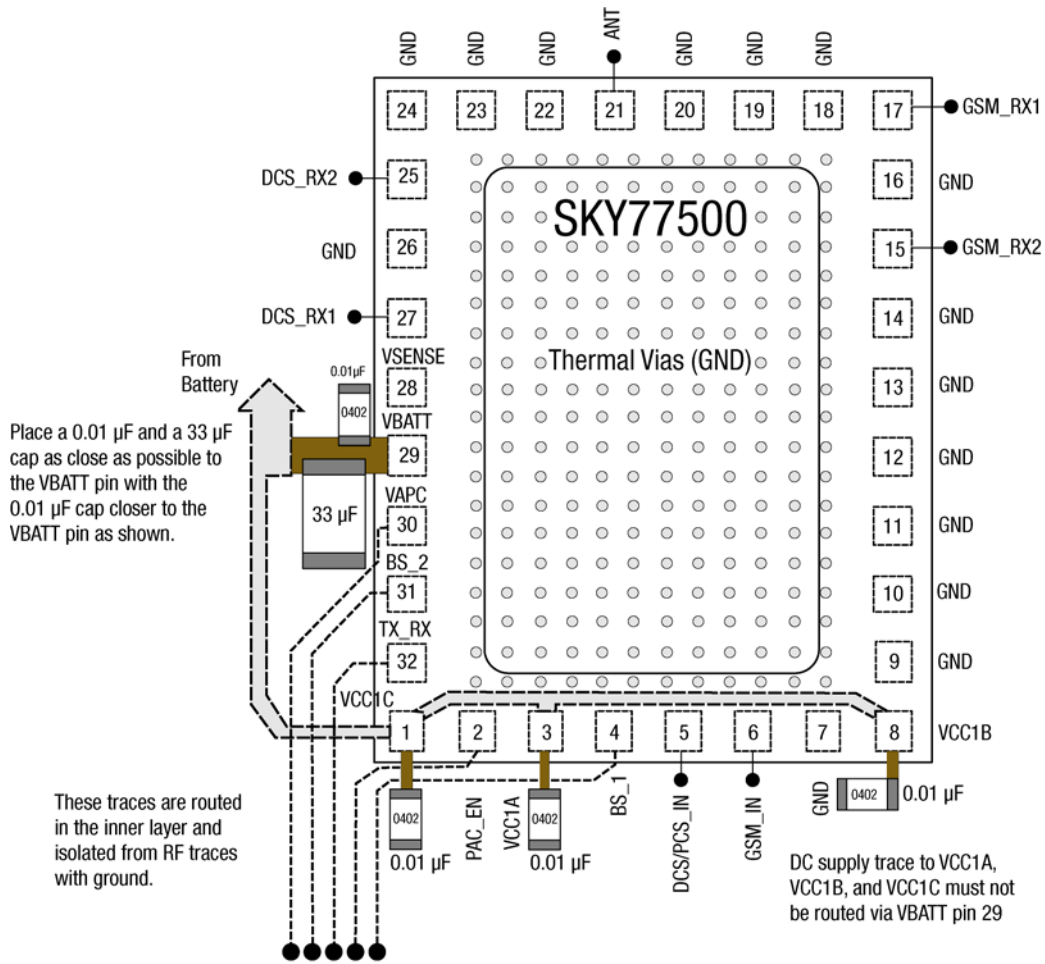 GND
GND
GND
ANT
GND
GND
GND
24
23
22
21
20
19
18
17
GSM_RX1
DCS_RX2
25
16
GND
SKY77500
GND
26
15
GSM_RX2
DCS_RX1
27
14
GND
From
Battery
VSENSE
Thermal Vias (GND)
0.01µF
28
13
GND
0402
VBATT
Place a 0.01 µF and a 33 µF
cap as close as possible to
the VBATT pin with the
0.01 µF cap closer to the
VBATT pin as shown.
29
12
GND
33 µF
VAPC
30
11
GND
BS_2
31
10
GND
TX_RX
32
9
GND
VCC1C
1
2
3
4
5
6
7
8
VCC1B
These traces are routed
in the inner layer and
isolated from RF traces
with ground.
0402
0.01 µF
PAC_EN
VCC1A
0402
0.01 µF
BS_1
DCS/PCS_IN
GSM_IN
GND
0402
0.01 µF
DC supply trace to VCC1A,
VCC1B, and VCC1C must not
be routed via VBATT pin 29